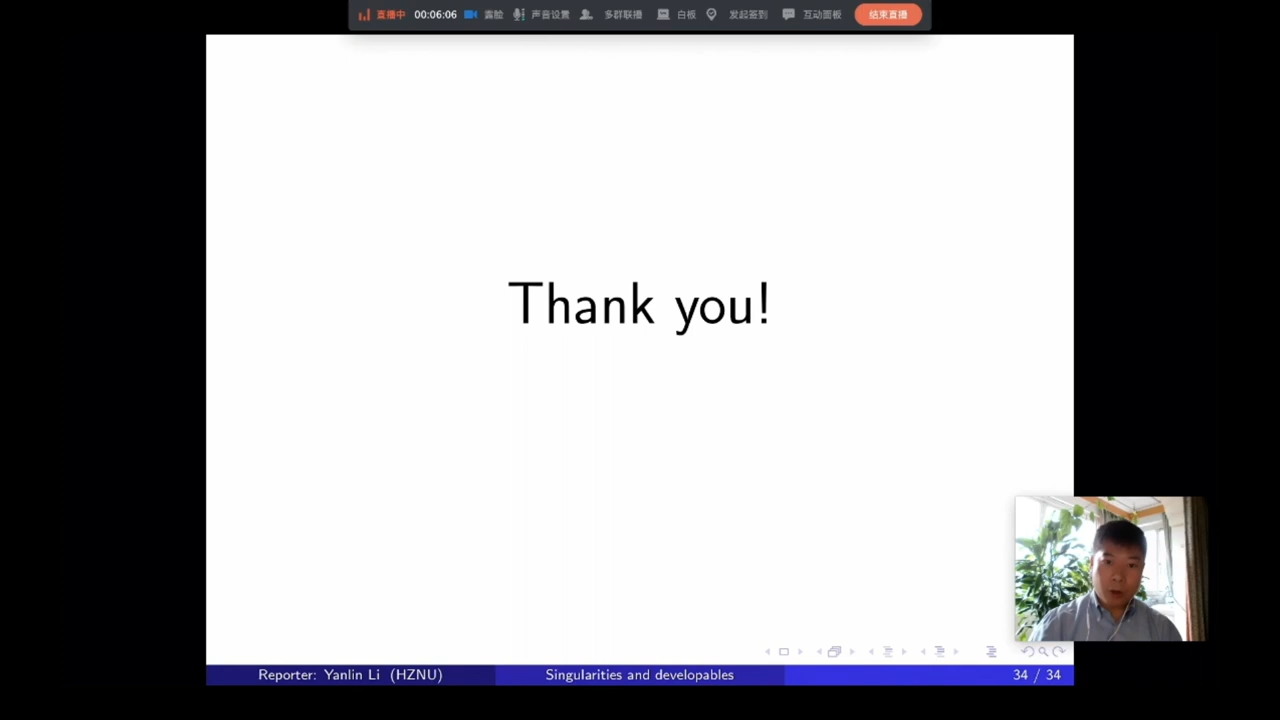 直播中 00:06:06 露脸 声音设置 多群联播 白板 发起签到 互动面板 结束直播
Thank you!
Reporter: Yanlin Li (HZNU) Singularities and developables 34 / 34